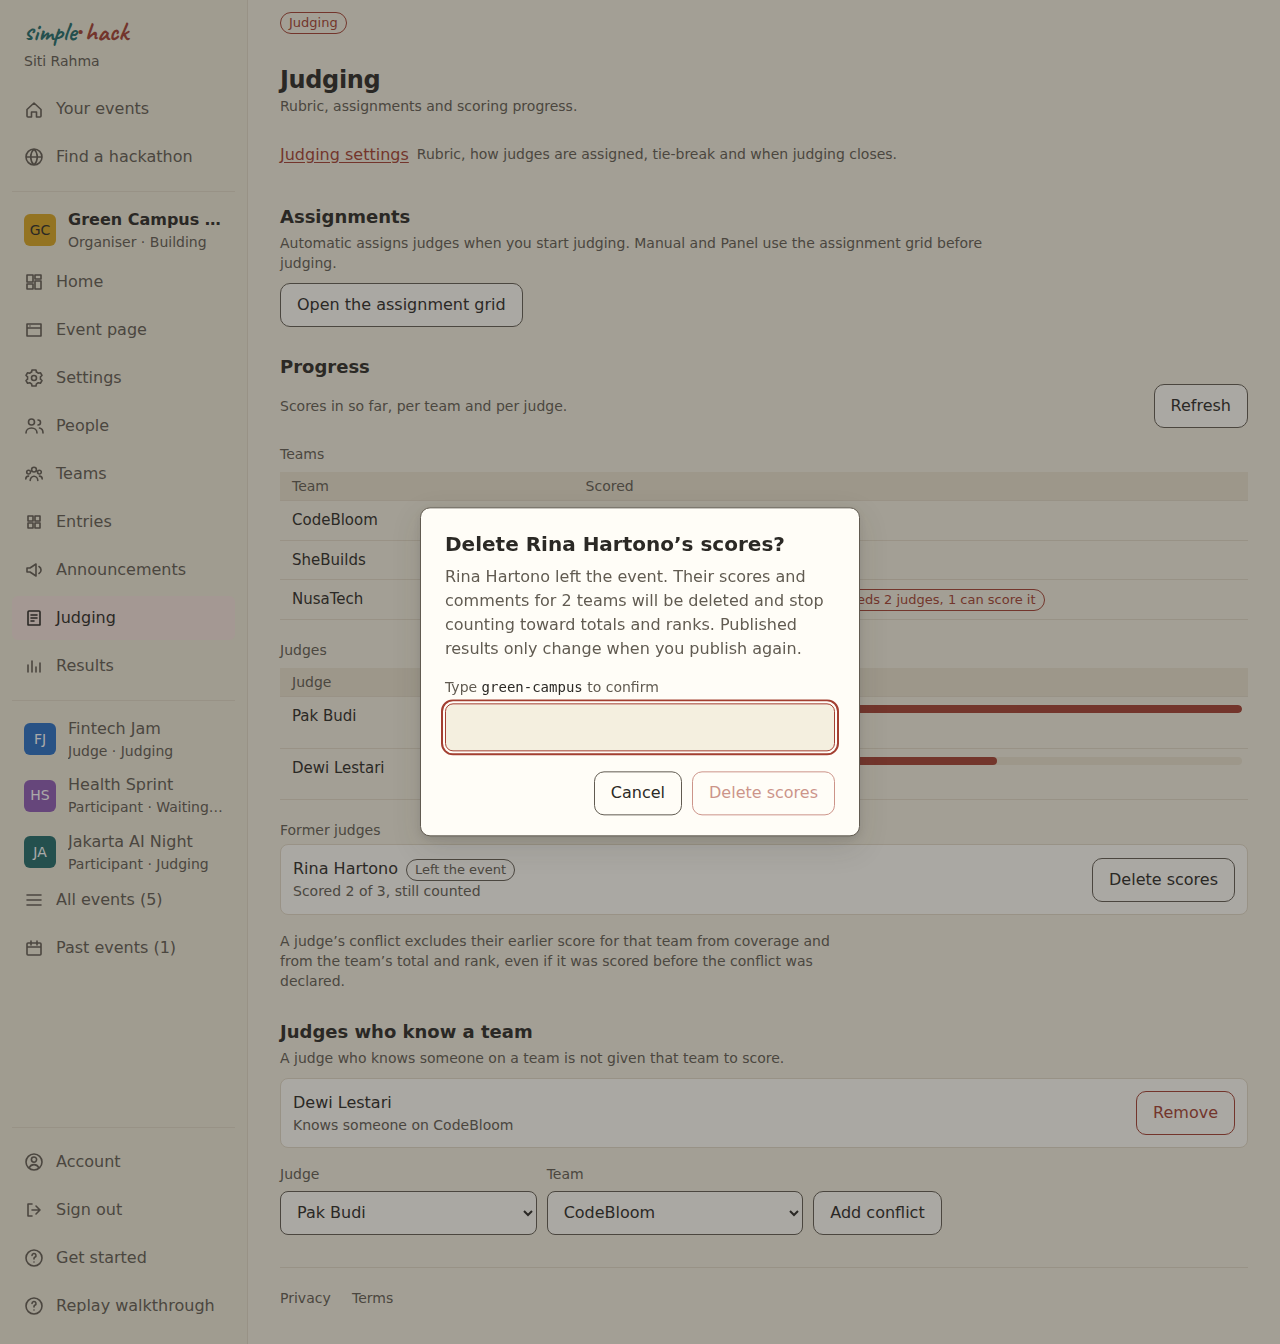 simple·hack
Siti Rahma
Your events
Find a hackathon
GC
Green Campus …
Organiser · Building
Home
Event page
Settings
People
Teams
Entries
Announcements
Judging
Results
FJ
Fintech Jam
Judge · Judging
HS
Health Sprint
Participant · Waiting…
JA
Jakarta AI Night
Participant · Judging
All events (5)
Past events (1)
Account
Sign out
Get started
Replay walkthrough
Judging
Judging
Rubric, assignments and scoring progress.
Judging settings Rubric, how judges are assigned, tie-break and when judging closes.
Assignments
Automatic assigns judges when you start judging. Manual and Panel use the assignment grid before
judging.
Open the assignment grid
Progress
Scores in so far, per team and per judge.
Refresh
Teams
Team Scored
CodeBloom
SheBuilds
NusaTech
2 judges, 1 can score it
Judges
Judge
Pak Budi
Dewi Lestari
Delete Rina Hartono’s scores?
Rina Hartono left the event. Their scores and
comments for 2 teams will be deleted and stop
counting toward totals and ranks. Published
results only change when you publish again.
Type green-campus to confirm
Cancel
Delete scores
Former judges
Rina Hartono Left the event
Scored 2 of 3, still counted
Delete scores
A judge’s conflict excludes their earlier score for that team from coverage and
from the team’s total and rank, even if it was scored before the conflict was
declared.
Judges who know a team
A judge who knows someone on a team is not given that team to score.
Dewi Lestari
Knows someone on CodeBloom
Remove
Judge Team
Pak Budi CodeBloom Add conflict
Privacy Terms